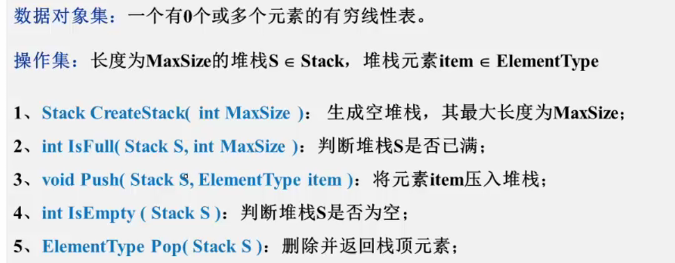 数据对象集：一个有0个或多个元素的有穷线性表。
操作集：长度为MaxSize的堆栈S ∈ Stack，堆栈元素item ∈ ElementType
1、Stack CreateStack( int MaxSize )： 生成空堆栈，其最大长度为MaxSize；
2、int IsFull( Stack S, int MaxSize )：判断堆栈S是否已满；
3、void Push( Stack S, ElementType item )：将元素item压入堆栈；
4、int IsEmpty ( Stack S )：判断堆栈S是否为空；
5、ElementType Pop( Stack S )：删除并返回栈顶元素；